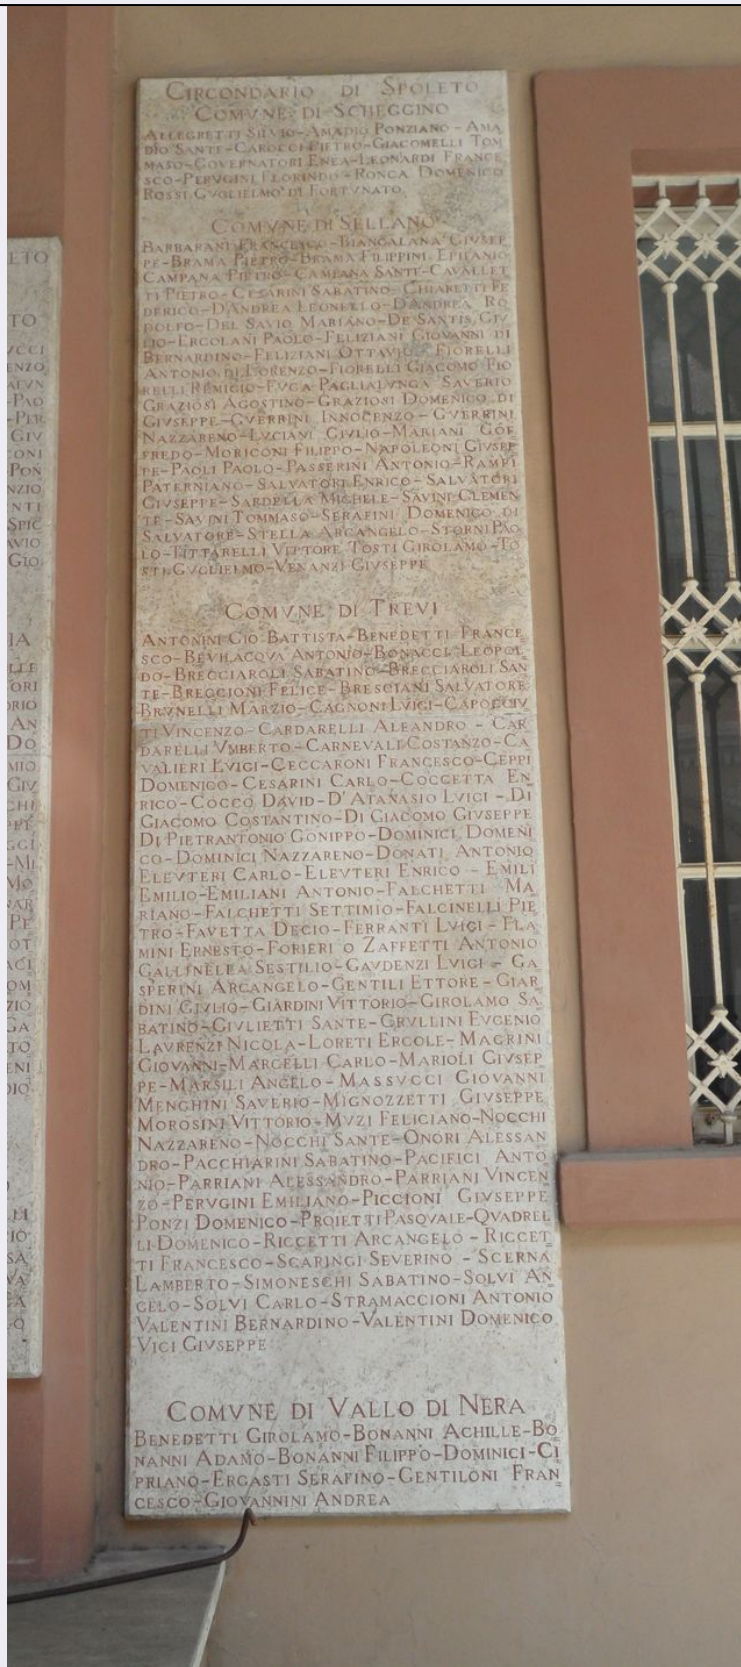 CIRCONDARIO DI SPOLETO
COMVNE DI SCHEGGINO
ALLEGRETTI SILVIO-AMADIO PONZIANO-AMA
DIO SANTE-CAROCCI PIETRO-GIACOMELLI TOM
MASO-GOVERNATORI ENEA-LEONARDI FRANCE
SCO-PERVGINI FLORINDO-RONCA DOMENICO
ROSSI GVGLIELMO DI FORTVNATO
COMVNE DI SELLANO
BARBARANI FRANCESCO-BIANCALANA GIVSEP
PE-BRAMA PIETRO-BRAMA FILIPPINI EPIFANIO
CAMPANA PIETRO-CAMPANA SANTE-CAVALLET
TI PIETRO-CESARINI SABATINO-CHIARETTI FE
DERICO-D'ANDREA LEONELLO-D'ANDREA RO
DOLFO-DEL SAVIO MARIANO-DE SANTIS GIV
LIO-ERCOLANI PAOLO-FELIZIANI GIOVANNI DI
BERNARDINO-FELIZIANI OTTAVIO-FIORELLI
ANTONIO DI LORENZO-FIORELLI GIACOMO FIO
RELLI REMIGIO-FVGA-PAGLIALVNGA SAVERIO
GRAZIOSI AGOSTINO-GRAZIOSI DOMENICO DI
GIVSEPPE-GVERRINI INNOCENZO-GVERRINI
NAZZARENO-LVCIANI GIVLIO-MARIANI GOF
FREDO-MORICONI FILIPPO-NAPOLEONI GIVSEP
PE-PAOLI PAOLO-PASSERINI ANTONIO-RAMPI
PATERNIANO-SALVATORI ENRICO-SALVATORI
GIVSEPPE-SARDELLA MICHELE-SAVINI CLEMEN
TE-SAVINI TOMMASO-SERAFINI DOMENICO DI
SALVATORE-STELLA ARCANGELO-STORNI PAO
LO-TITTARELLI VITTORE TOSTI GIROLAMO-TO
STI GVGLIELMO-VENANZI GIVSEPPE
COMVNE DI TREVI
ANTONINI GIO BATTISTA-BENEDETTI FRANCE
SCO-BEVILACQVA ANTONIO-BONACCI LEOPOL
DO-BRECCIAROLI SABATINO-BRECCIAROLI SAN
TE-BRECCIONI FELICE-BRESCIANI SALVATORE
BRVNELLI MARZIO-CAGNONI LVIGI-CAPOCCIV
TI VINCENZO-CARDARELLI ALEANDRO-CAR
DARELLI VMBERTO-CARNEVALI COSTANZO-CA
VALIERI LVIGI-CECCARONI FRANCESCO-CEPPI
DOMENICO-CESARINI CARLO-COCCETTA EN
RICO-COCCO DAVID-D'ATANASIO LVIGI-DI
GIACOMO COSTANTINO-DI GIACOMO GIVSEPPE
DI PIETRANTONIO GONIPPO-DOMINICI DOMENI
CO-DOMINICI NAZZARENO-DONATI ANTONIO
ELEVTERI CARLO-ELEVTERI ENRICO-EMILI
EMILIO-EMILIANI ANTONIO-FALCHETTI MA
RIANO-FALCHETTI SETTIMIO-FALCINELLI PIE
TRO-FAVETTA DECIO-FERRANTI LVIGI-FLA
MINI ERNESTO-FORIERI O ZAFFETTI ANTONIO
GALLINELLA SESTILIO-GAVDENZI LVIGI-GA
SPERINI ARCANGELO-GENTILI ETTORE-GIAR
DINI GIVLIO-GIARDINI VITTORIO-GIROLAMO SA
BATINO-GIVLIETTI SANTE-GRVLLINI EVGENIO
LAVRENZI NICOLA-LORETI ERCOLE-MAGRINI
GIOVANNI-MARCELLI CARLO-MARIOLI GIVSEP
PE-MARSILI ANGELO-MASSVCCI GIOVANNI
MENGHINI SAVERIO-MIGNOZZETTI GIVSEPPE
MOROSINI VITTORIO-MVZI FELICIANO-NOCCHI
NAZZARENO-NOCCHI SANTE-ONORI ALESSAN
DRO-PACCHIARINI SABATINO-PACIFICI ANTO
NIO-PARRIANI ALESSANDRO-PARRIANI VINCEN
ZO-PERVGINI EMILIANO-PICCIONI GIVSEPPE
PONZI DOMENICO-PROIETTI PASQVALE-QVADREL
LI DOMENICO-RICCETTI ARCANGELO-RICCET
TI FRANCESCO-SCARINGI SEVERINO-SCERNA
LAMBERTO-SIMONESCHI SABATINO-SOLVI AN
GELO-SOLVI CARLO-STRAMACCIONI ANTONIO
VALENTINI BERNARDINO-VALENTINI DOMENICO
VICI GIVSEPPE
COMVNE DI VALLO DI NERA
BENEDETTI GIROLAMO-BONANNI ACHILLE-BO
NANNI ADAMO-BONANNI FILIPPO-DOMINICI-CI
PRIANO-ERGASTI SERAFINO-GENTILONI FRAN
CESCO-GIOVANNINI ANDREA